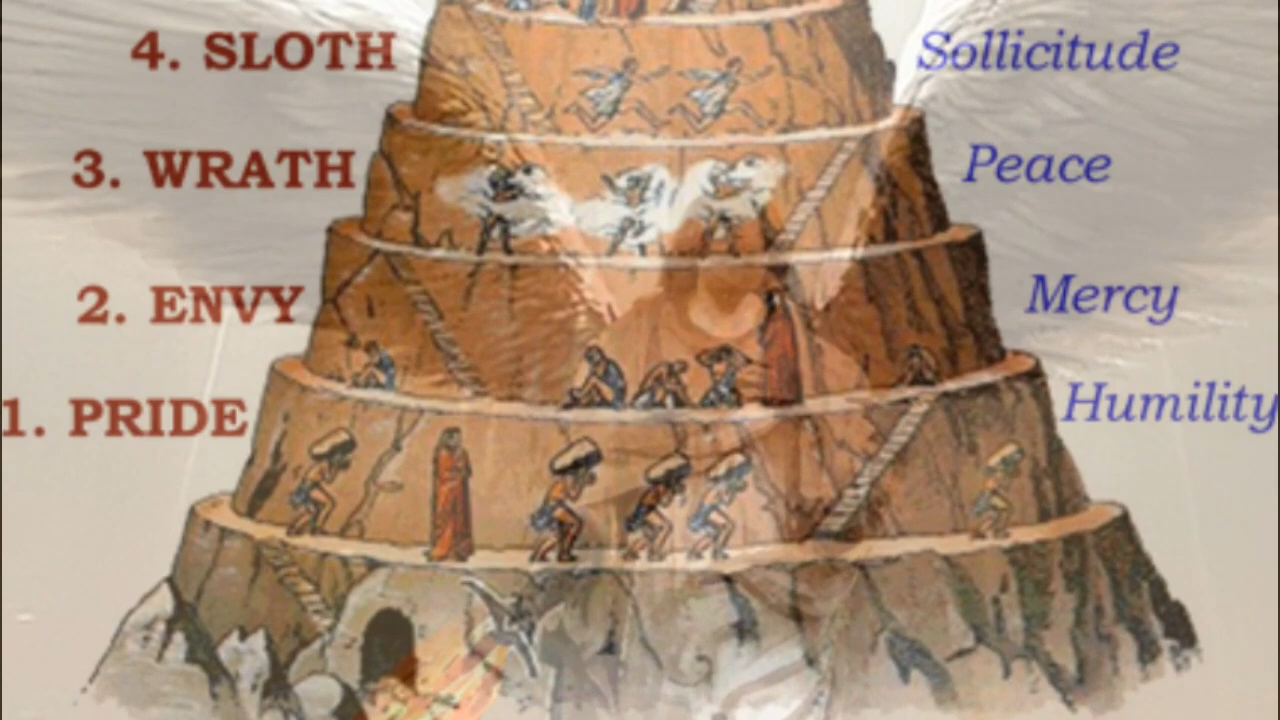 4. SLOTH
Sollicitude
3. WRATH
Peace
2. ENVY
Mercy
1. PRIDE
Humility